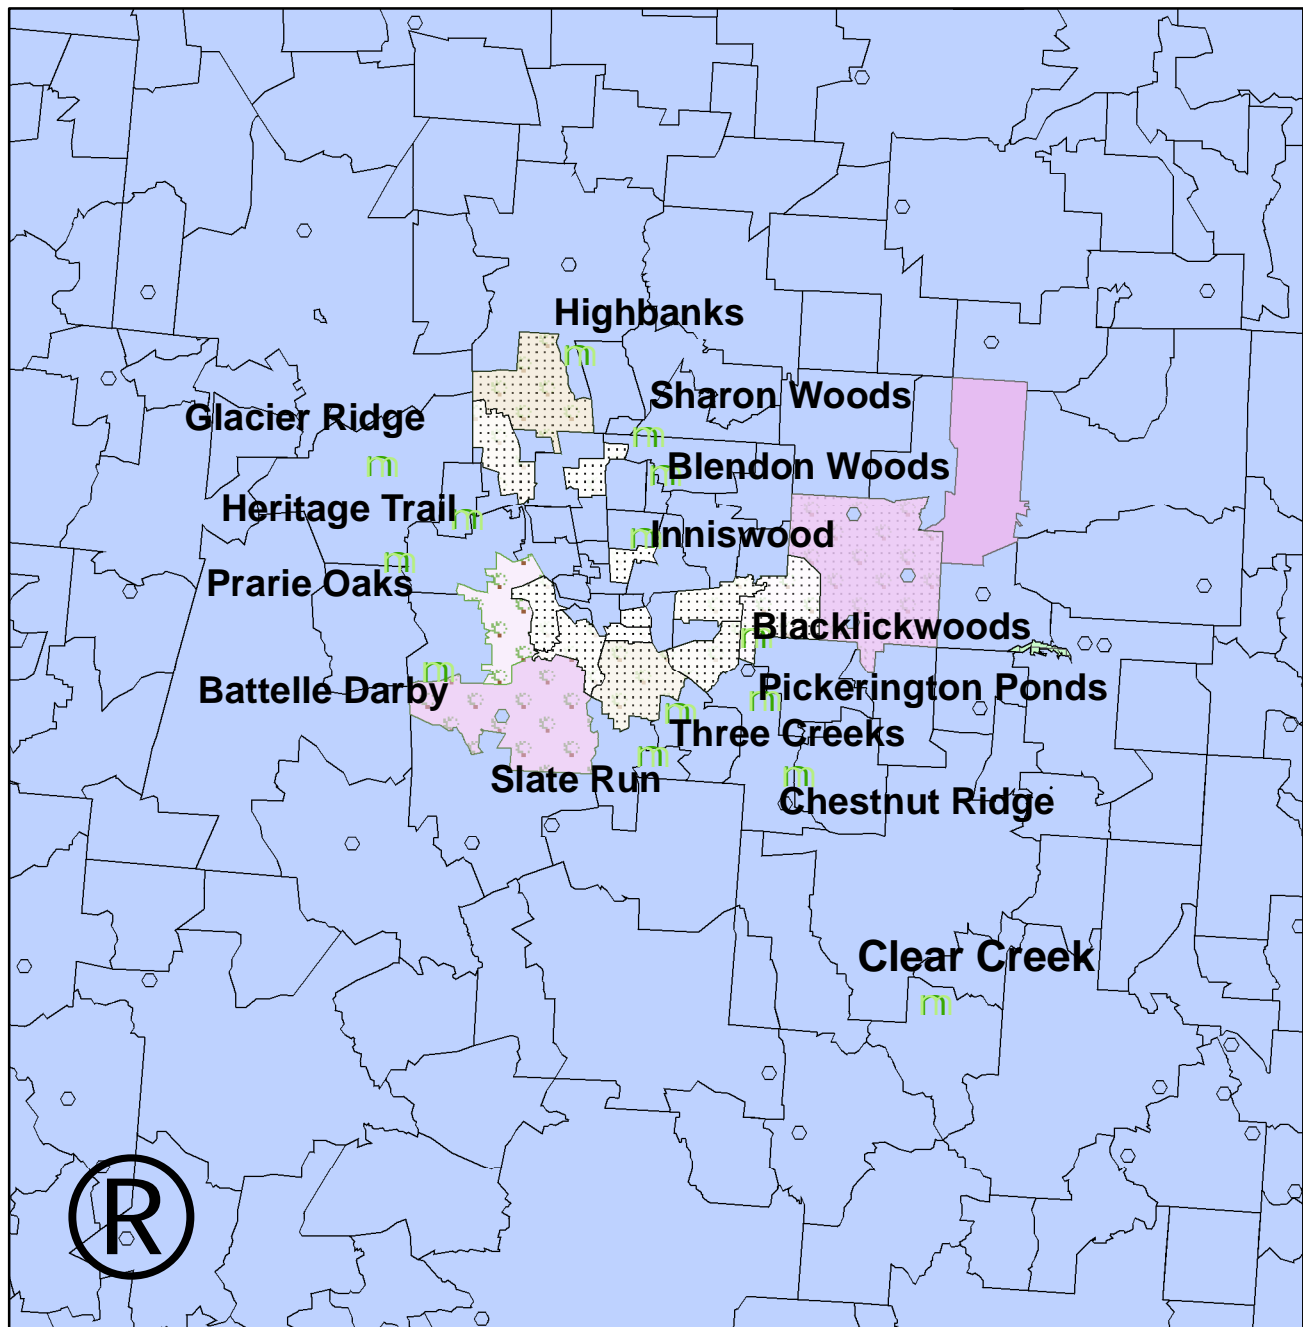 Highbanks
Sharon Woods
Glacier Ridge
m
m
Blendon Woods
m
m
Heritage Trail
m
Inniswood
m
Prarie Oaks
m
Blacklickwoods
m
Battelle Darby
m
Pickerington Ponds
m
Three Creeks
m
Slate Run
m
Chestnut Ridge
m
Clear Creek
m
®